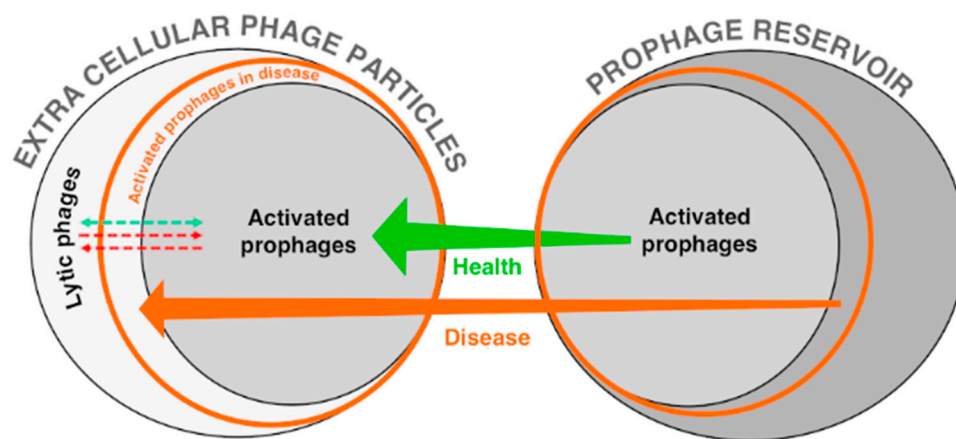 EXTRA CELLULAR PHAGE PARTICLES
PROPHAGE RESERVOIR
Activated prophages in disease
Lytic phages
Activated
prophages
Activated
prophages
Health
Disease